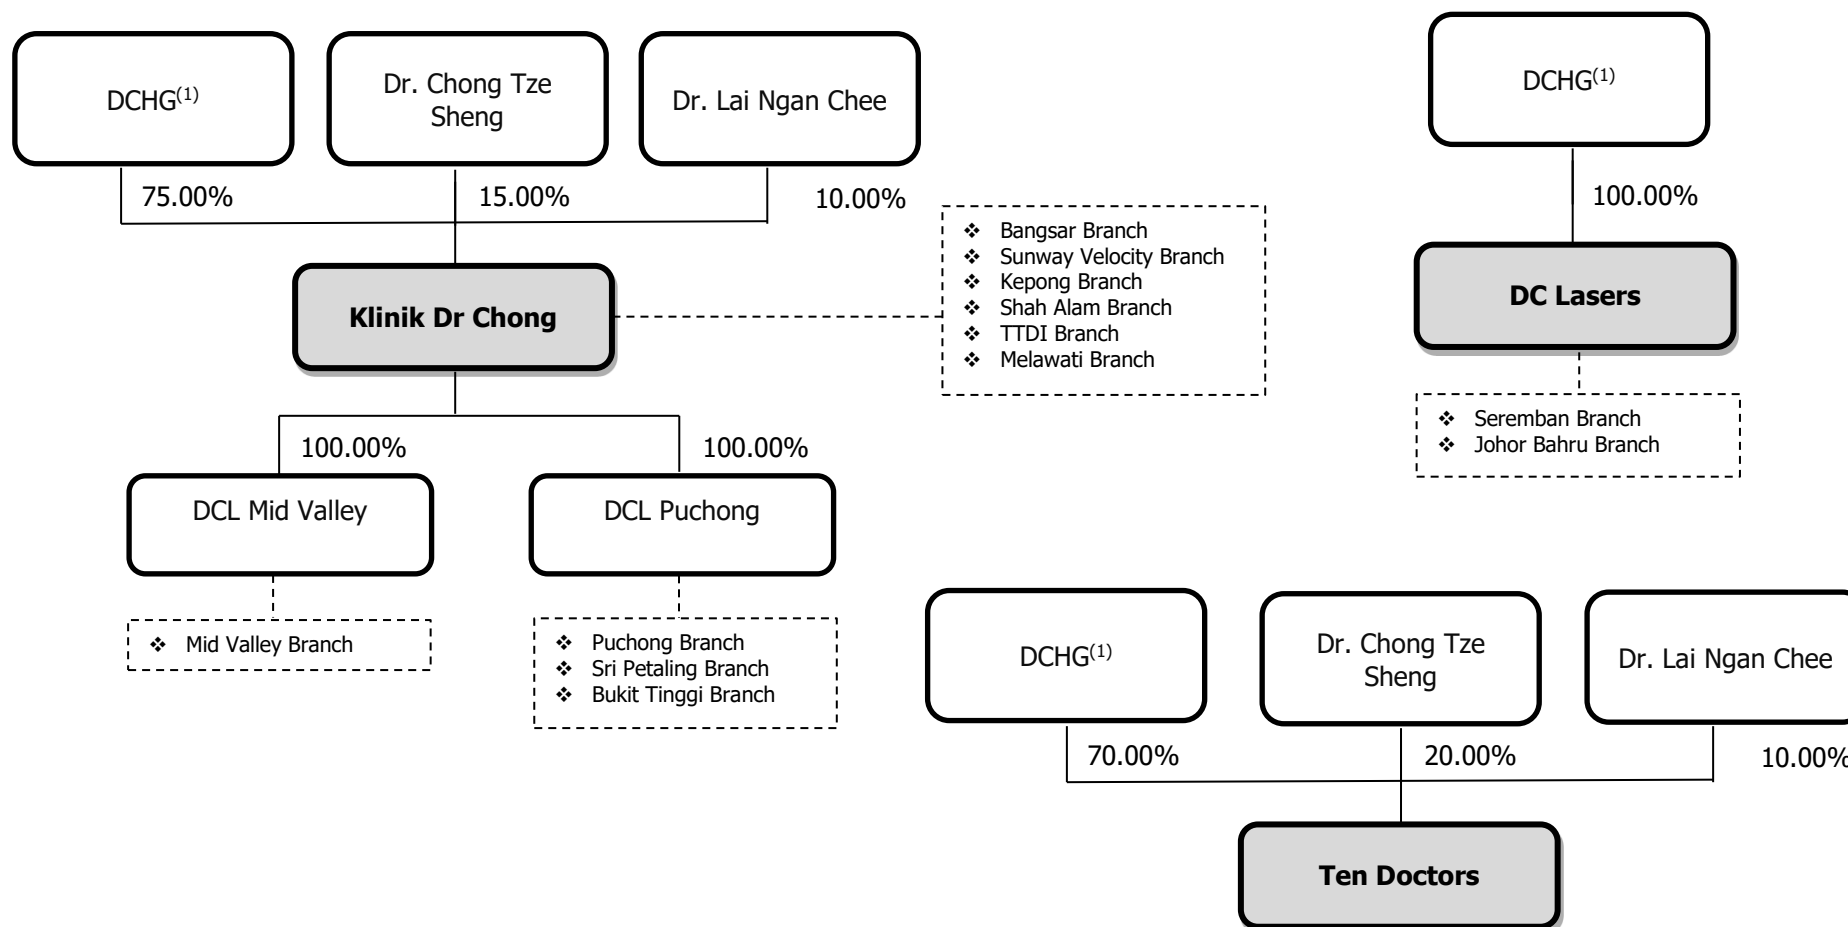 DCHG(1)
Dr. Chong Tze
Sheng
Dr. Lai Ngan Chee
75.00%
15.00%
10.00%
Klinik Dr Chong
❖ Bangsar Branch
❖ Sunway Velocity Branch
❖ Kepong Branch
❖ Shah Alam Branch
❖ TTDI Branch
❖ Melawati Branch
100.00%
100.00%
DCL Mid Valley
DCL Puchong
❖ Mid Valley Branch
❖ Puchong Branch
❖ Sri Petaling Branch
❖ Bukit Tinggi Branch
DCHG(1)
100.00%
DC Lasers
❖ Seremban Branch
❖ Johor Bahru Branch
DCHG(1)
Dr. Chong Tze
Sheng
Dr. Lai Ngan Chee
70.00%
20.00%
10.00%
Ten Doctors